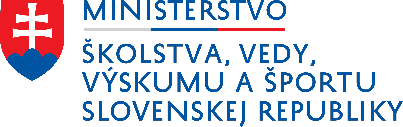 MINISTERSTVO
ŠKOLSTVA, VEDY,
VÝSKUMU A ŠPORTU
SLOVENSKEJ REPUBLIKY